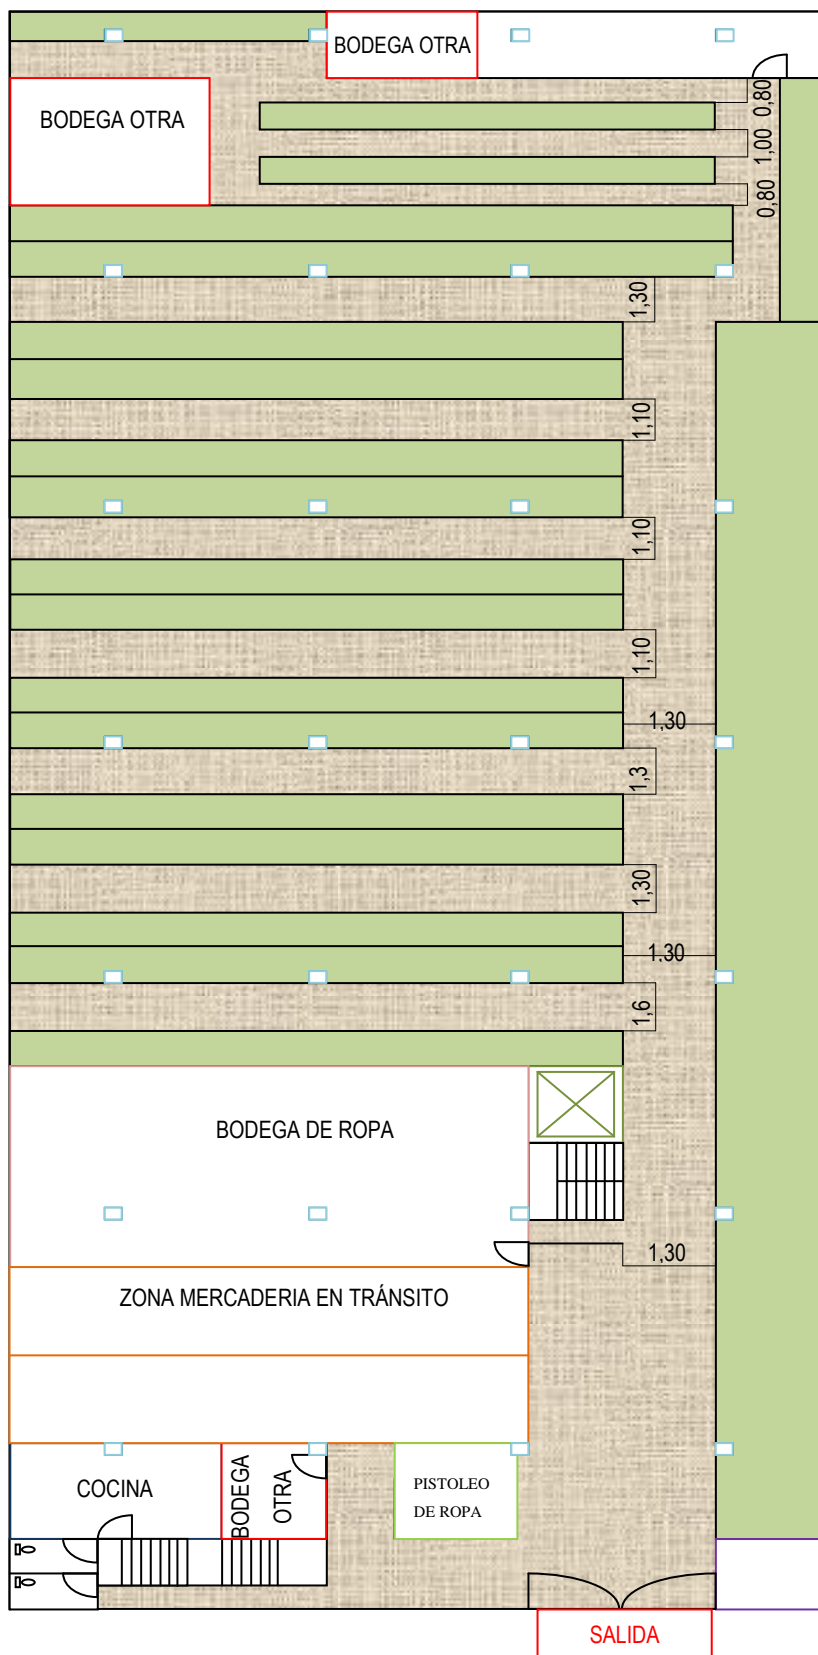 BODEGA OTRA
0,80
BODEGA OTRA
1,00
0,80
1,30
1,10
1,10
1,10
1,30
1,3
1,30
1,30
1,6
BODEGA DE ROPA
1,30
ZONA MERCADERIA EN TRÁNSITO
COCINA
BODEGA
OTRA
PISTOLEO
DE ROPA
SALIDA